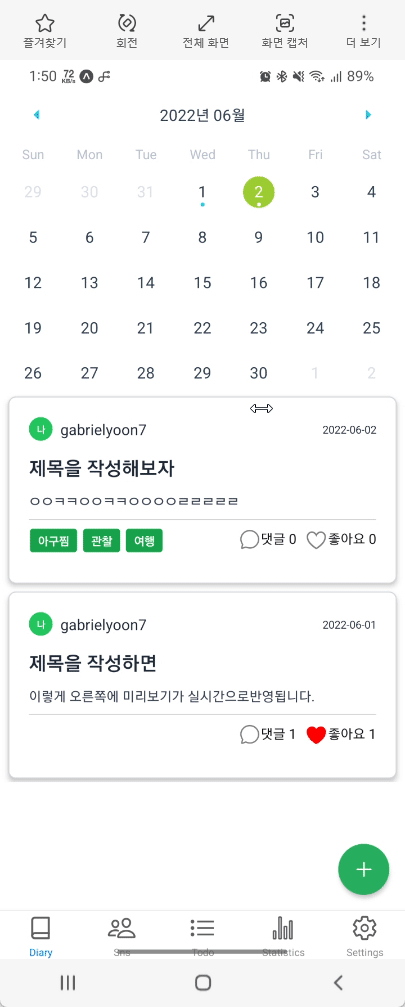 즐겨찾기 회전 전체 화면 화면 캡처 더 보기
1:50 72 KB/s 89%
2022년 06월
Sun Mon Tue Wed Thu Fri Sat
29 30 31 1 2 3 4
5 6 7 8 9 10 11
12 13 14 15 16 17 18
19 20 21 22 23 24 25
26 27 28 29 30 1 2
나 gabrielyoon7 2022-06-02
제목을 작성해보자
ㅇㅇㅋㅋㅇㅇㅋㅋㅇㅇㅇㅇㄹㄹㄹㄹㄹ
아구찜 관찰 여행 댓글 0 좋아요 0
나 gabrielyoon7 2022-06-01
제목을 작성하면
이렇게 오른쪽에 미리보기가 실시간으로반영됩니다.
댓글 1 좋아요 1
Diary Sns Todo Statistics Settings